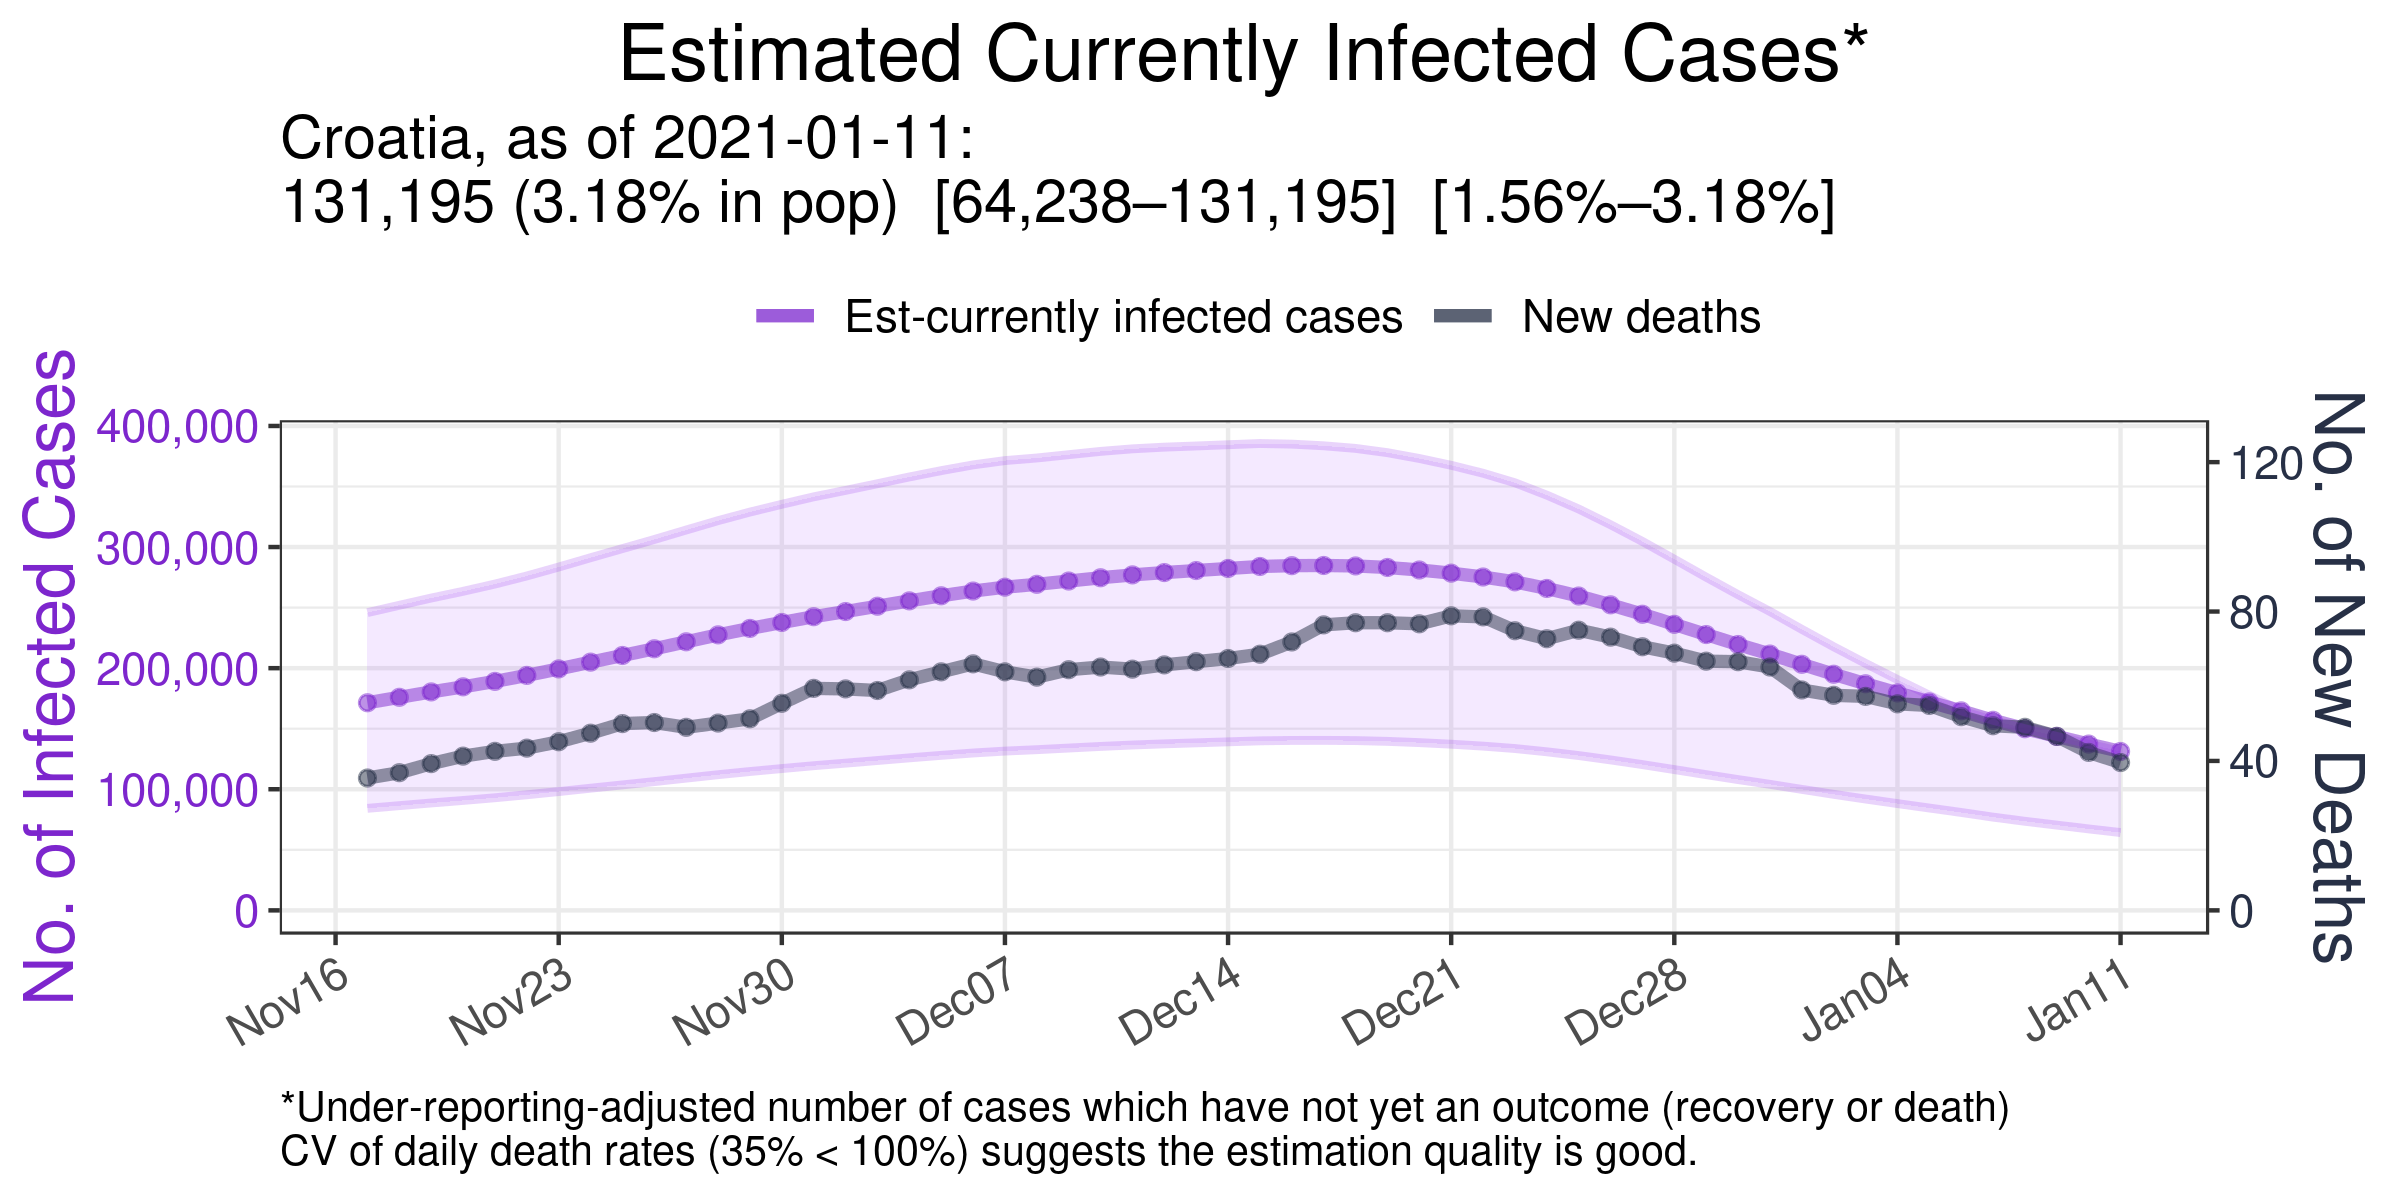 Estimated Currently Infected Cases*
Croatia, as of 2021-01-11:
131,195 (3.18% in pop)  [64,238–131,195]  [1.56%–3.18%]
Est-currently infected cases
New deaths
No. of Infected Cases
400,000
300,000
200,000
100,000
0
120
80
40
0
No. of New Deaths
Nov16
Nov23
Nov30
Dec07
Dec14
Dec21
Dec28
Jan04
Jan11
*Under-reporting-adjusted number of cases which have not yet an outcome (recovery or death)
CV of daily death rates (35% < 100%) suggests the estimation quality is good.